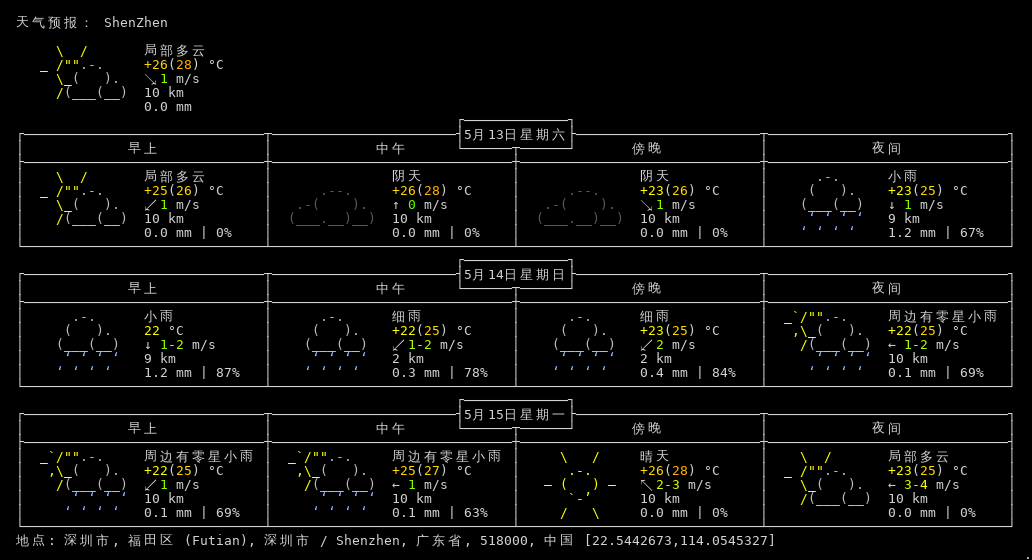 天气预报： ShenZhen
局部多云
+26(28) °C
↘1 m/s
10 km
0.0 mm
5月13日星期六
早上 中午 傍晚 夜间
局部多云 阴天 阴天 小雨
+25(26) °C +26(28) °C +23(26) °C +23(25) °C
↙1 m/s ↑ 0 m/s ↘1 m/s ↓ 1 m/s
10 km 10 km 10 km 9 km
0.0 mm | 0% 0.0 mm | 0% 0.0 mm | 0% 1.2 mm | 67%
5月14日星期日
早上 中午 傍晚 夜间
小雨 细雨 细雨 周边有零星小雨
22 °C +22(25) °C +23(25) °C +22(25) °C
↓ 1-2 m/s ↙1-2 m/s ↙2 m/s ← 1-2 m/s
9 km 2 km 2 km 10 km
1.2 mm | 87% 0.3 mm | 78% 0.4 mm | 84% 0.1 mm | 69%
5月15日星期一
早上 中午 傍晚 夜间
周边有零星小雨 周边有零星小雨 晴天 局部多云
+22(25) °C +25(27) °C +26(28) °C +23(25) °C
↙1 m/s ← 1 m/s ↖2-3 m/s ← 3-4 m/s
10 km 10 km 10 km 10 km
0.1 mm | 69% 0.1 mm | 63% 0.0 mm | 0% 0.0 mm | 0%
地点: 深圳市, 福田区 (Futian), 深圳市 / Shenzhen, 广东省, 518000, 中国 [22.5442673,114.0545327]